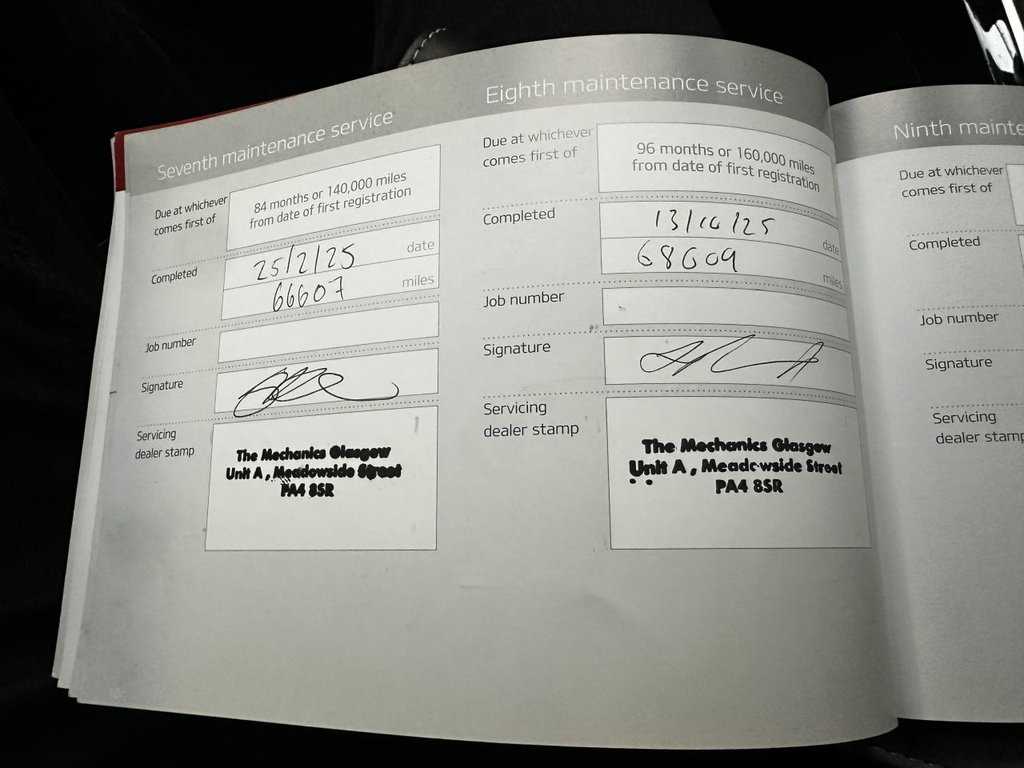 Seventh maintenance service
Due at whichever
comes first of
84 months or 140,000 miles
from date of first registration
Completed
25/2/25 date
66607 miles
Job number
Signature
Servicing
dealer stamp
The Mechanics Glasgow
Unit A, Meadowside Street
PA4 8SR
Eighth maintenance service
Due at whichever
comes first of
96 months or 160,000 miles
from date of first registration
Completed
13/10/25 date
68609 miles
Job number
Signature
Servicing
dealer stamp
The Mechanics Glasgow
Unit A, Meadowside Street
PA4 8SR
Ninth mainte
Due at whichever
comes first of
Completed
Job number
Signature
Servicing
dealer stamp